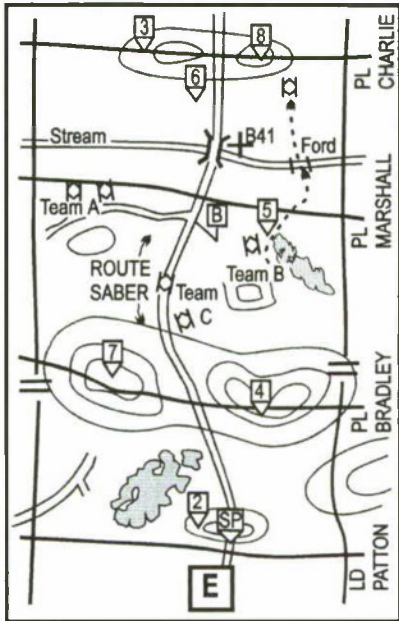 3
8
PL CHARLIE
6
Stream
B41
Ford
Team A
B
5
PL MARSHALL
ROUTE
SABER
Team B
Team
C
7
4
PL BRADLEY
2
SP
LD PATTON
E